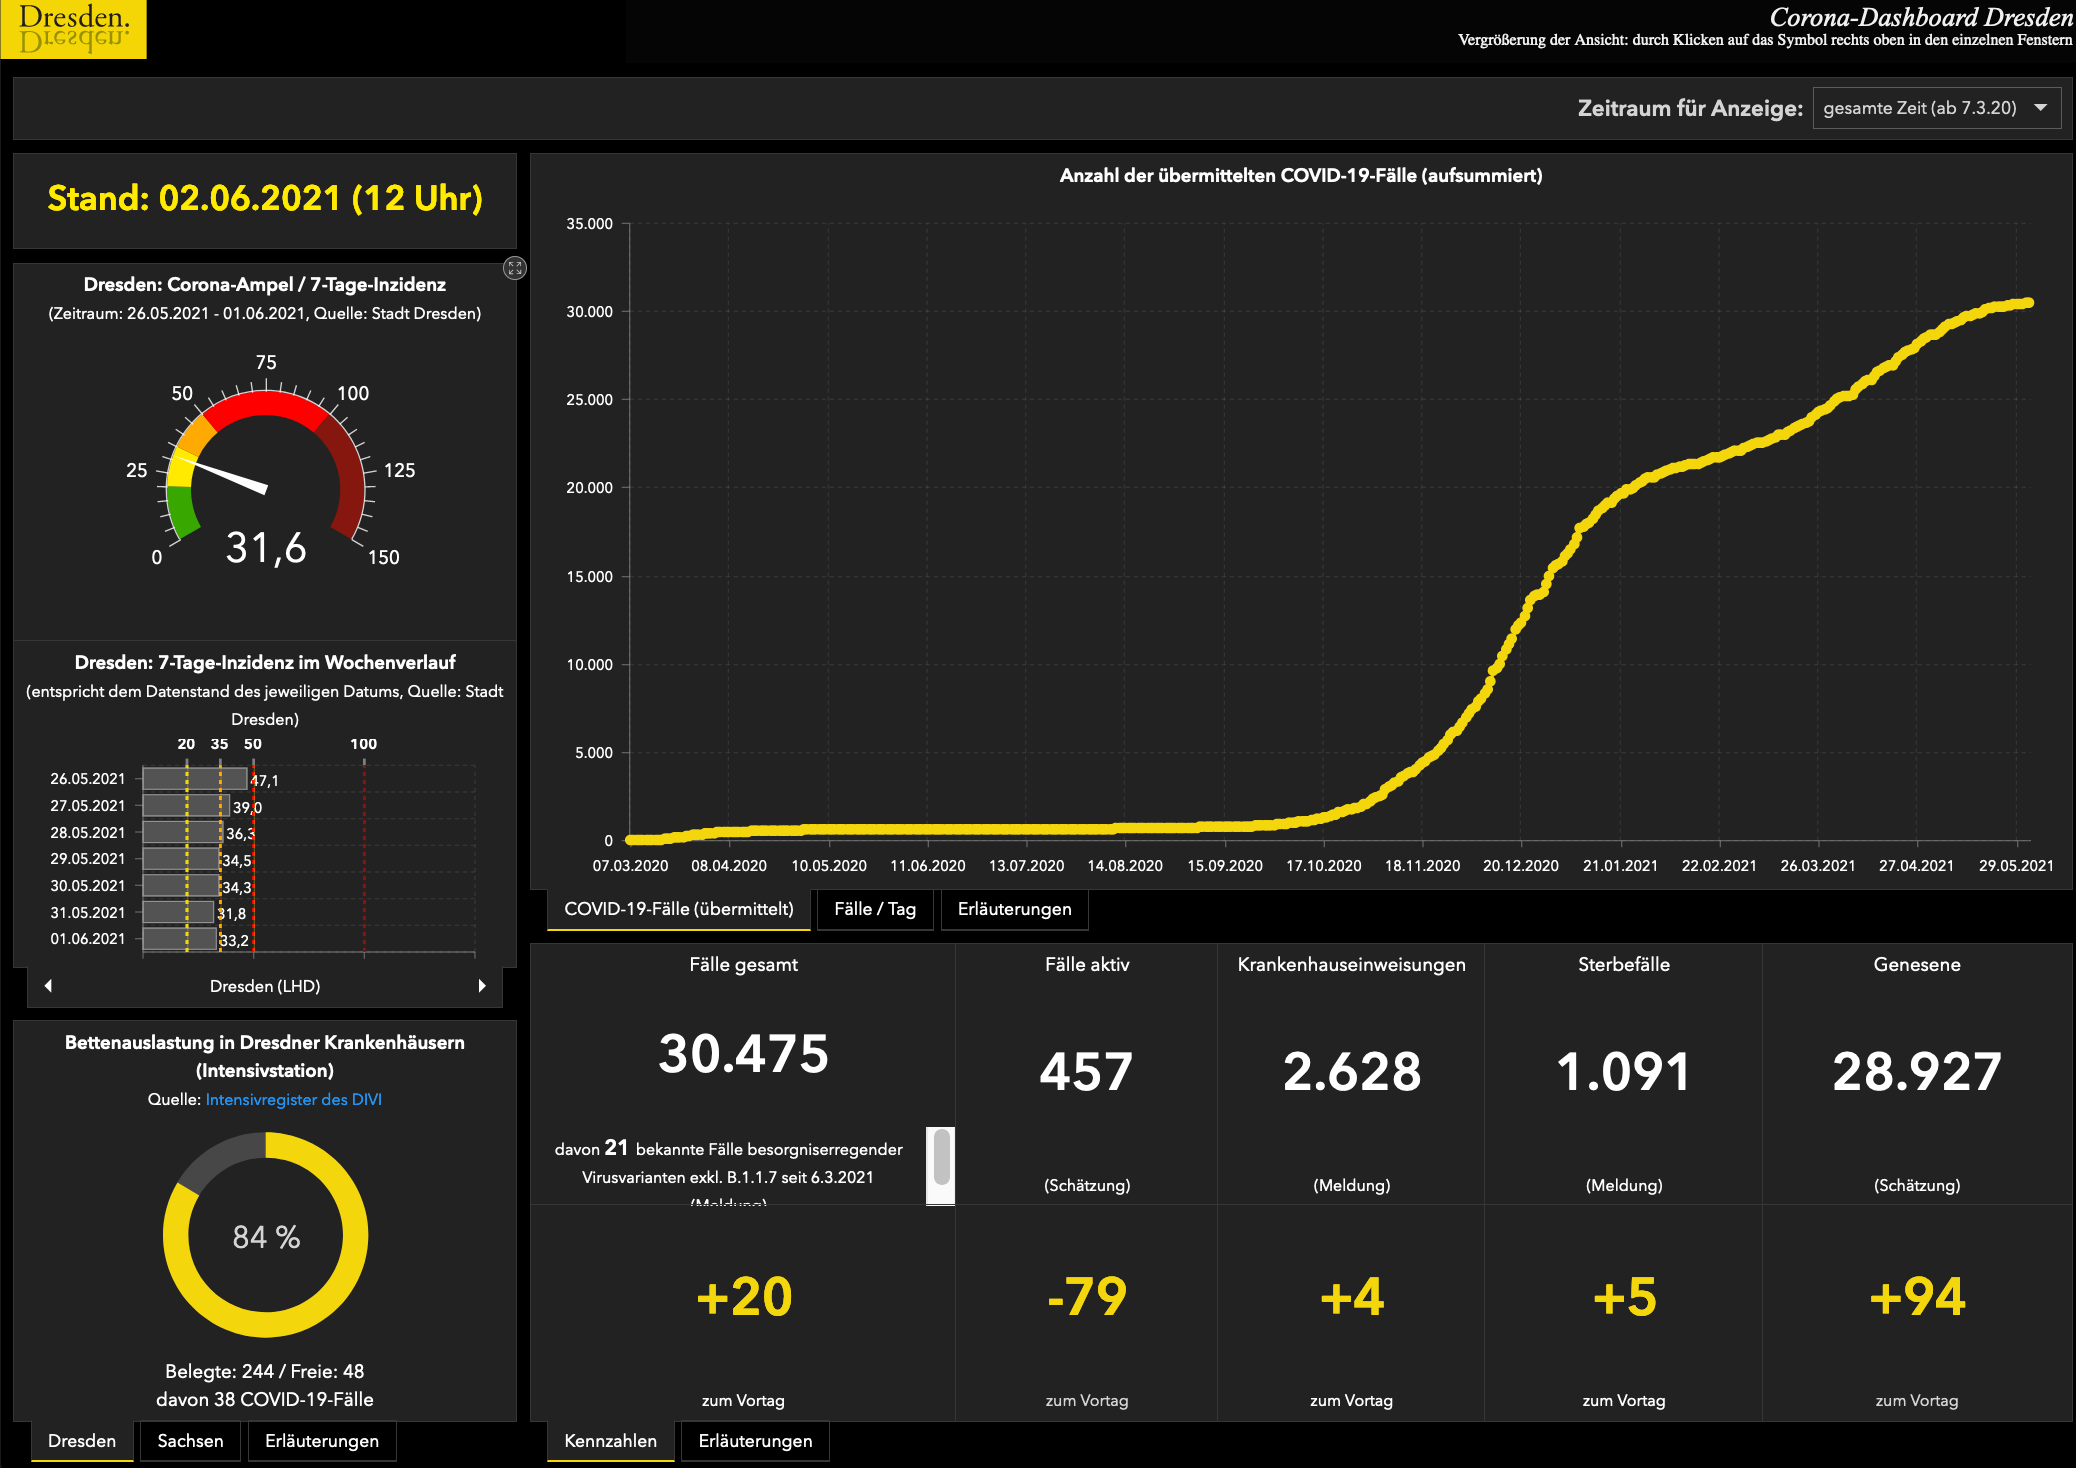 Dresden.
Dresden.
Corona-Dashboard Dresden
Vergrößerung der Ansicht: durch Klicken auf das Symbol rechts oben in den einzelnen Fenstern
Zeitraum für Anzeige: gesamte Zeit (ab 7.3.20)
Stand: 02.06.2021 (12 Uhr)
Dresden: Corona-Ampel / 7-Tage-Inzidenz
(Zeitraum: 26.05.2021 - 01.06.2021, Quelle: Stadt Dresden)
75
50 100
25 125
0 31,6 150
Dresden: 7-Tage-Inzidenz im Wochenverlauf
(entspricht dem Datenstand des jeweiligen Datums, Quelle: Stadt
Dresden)
20 35 50 100
26.05.2021 47,1
27.05.2021 39,0
28.05.2021 36,3
29.05.2021 34,5
30.05.2021 34,3
31.05.2021 31,8
01.06.2021 33,2
Dresden (LHD)
Bettenauslastung in Dresdner Krankenhäusern
(Intensivstation)
Quelle: Intensivregister des DIVI
84 %
Belegte: 244 / Freie: 48
davon 38 COVID-19-Fälle
Dresden Sachsen Erläuterungen
Anzahl der übermittelten COVID-19-Fälle (aufsummiert)
35.000
30.000
25.000
20.000
15.000
10.000
5.000
0
07.03.2020 08.04.2020 10.05.2020 11.06.2020 13.07.2020 14.08.2020 15.09.2020 17.10.2020 18.11.2020 20.12.2020 21.01.2021 22.02.2021 26.03.2021 27.04.2021 29.05.2021
COVID-19-Fälle (übermittelt) Fälle / Tag Erläuterungen
Fälle gesamt
30.475
davon 21 bekannte Fälle besorgniserregender
Virusvarianten exkl. B.1.1.7 seit 6.3.2021
(Meldung)
+20
zum Vortag
Fälle aktiv
457
(Schätzung)
-79
zum Vortag
Krankenhauseinweisungen
2.628
(Meldung)
+4
zum Vortag
Sterbefälle
1.091
(Meldung)
+5
zum Vortag
Genesene
28.927
(Schätzung)
+94
zum Vortag
Kennzahlen Erläuterungen